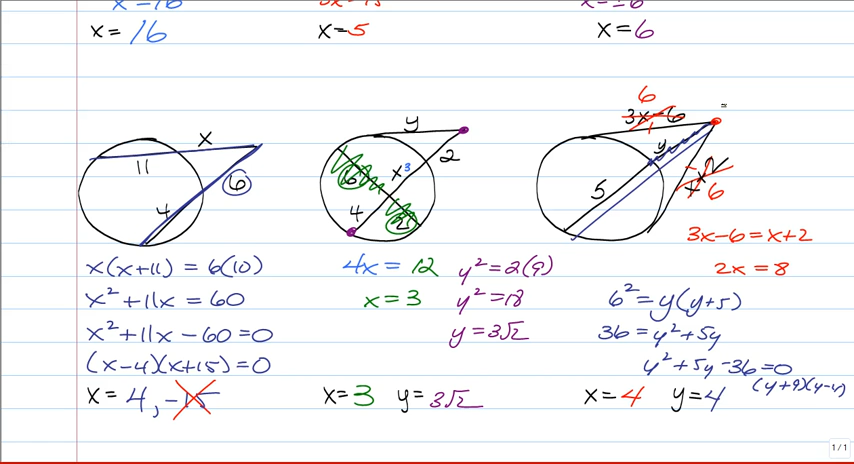 x=16
x=5
x=6
x=16
x=5
x=6
x
11
6
4
y
2
x 3
6
4
2
6
3x-6
y
5
x+2
6
3x-6=x+2
2x=8
x(x+11) = 6(10)
x²+11x = 60
x²+11x-60=0
(x-4)(x+15)=0
x= 4, -15
4x = 12
x=3
y²=2(9)
y²=18
y=3√2
x=3 y=3√2
6²=y(y+5)
36=y²+5y
y²+5y-36=0
(y+9)(y-4)
x=4 y=4
1/1